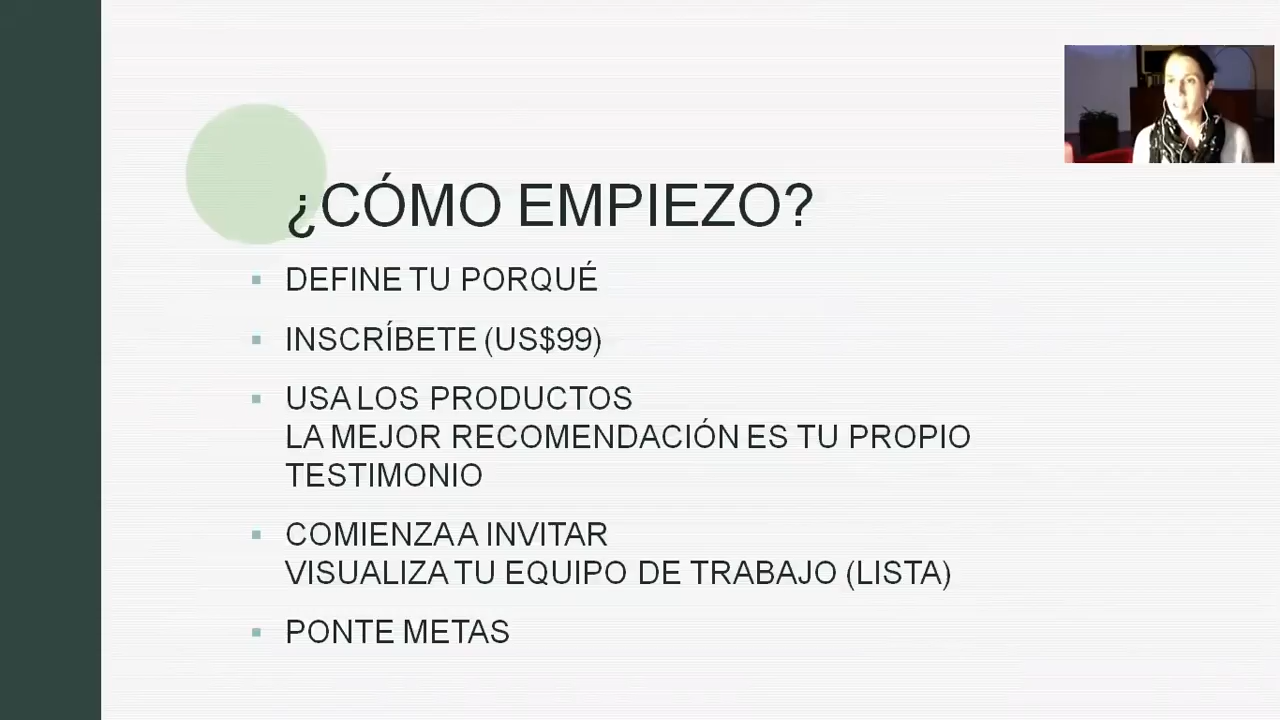 ¿CÓMO EMPIEZO?
DEFINE TU PORQUÉ
INSCRÍBETE (US$99)
USA LOS PRODUCTOS
LA MEJOR RECOMENDACIÓN ES TU PROPIO
TESTIMONIO
COMIENZA A INVITAR
VISUALIZA TU EQUIPO DE TRABAJO (LISTA)
PONTE METAS